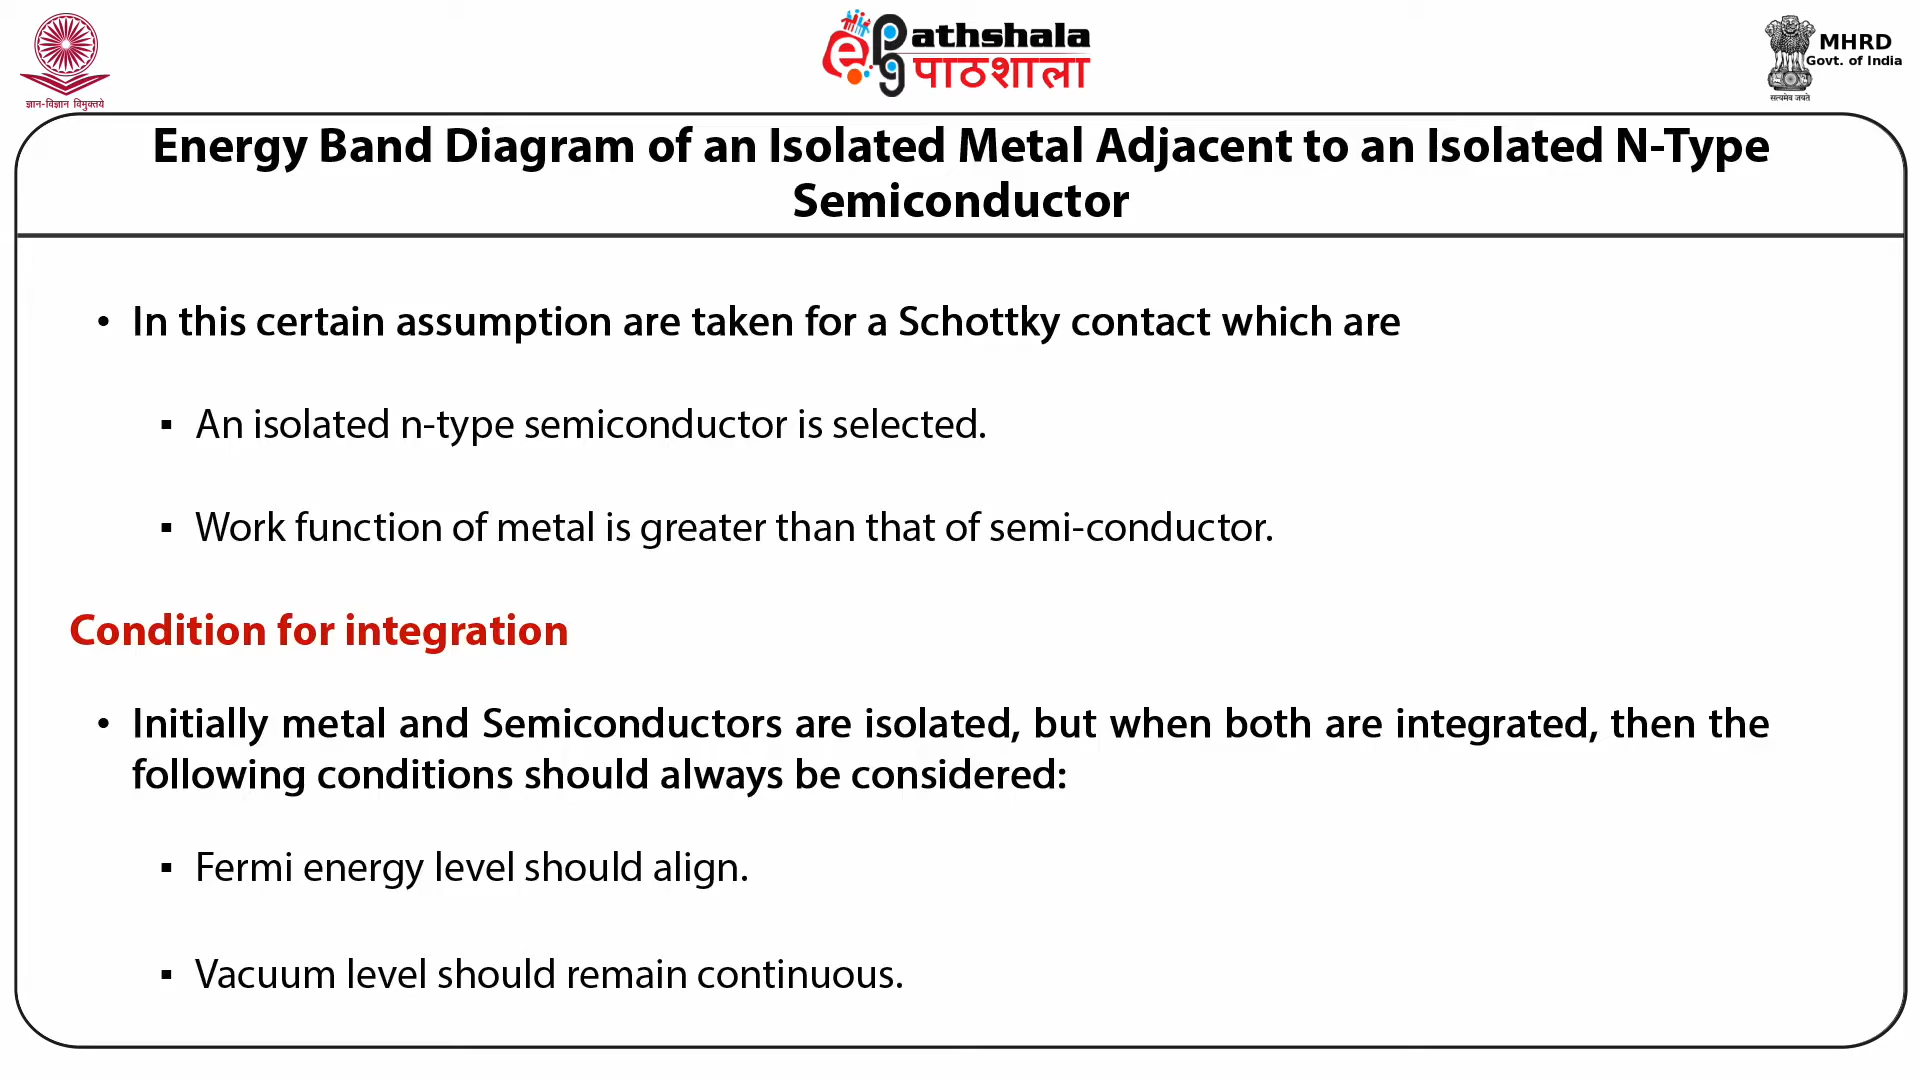 ज्ञान-विज्ञान विमुक्तये
ePathshala
पाठशाला
MHRD
Govt. of India
सत्यमेव जयते
Energy Band Diagram of an Isolated Metal Adjacent to an Isolated N-Type
Semiconductor
• In this certain assumption are taken for a Schottky contact which are
▪ An isolated n-type semiconductor is selected.
▪ Work function of metal is greater than that of semi-conductor.
Condition for integration
• Initially metal and Semiconductors are isolated, but when both are integrated, then the
following conditions should always be considered:
▪ Fermi energy level should align.
▪ Vacuum level should remain continuous.